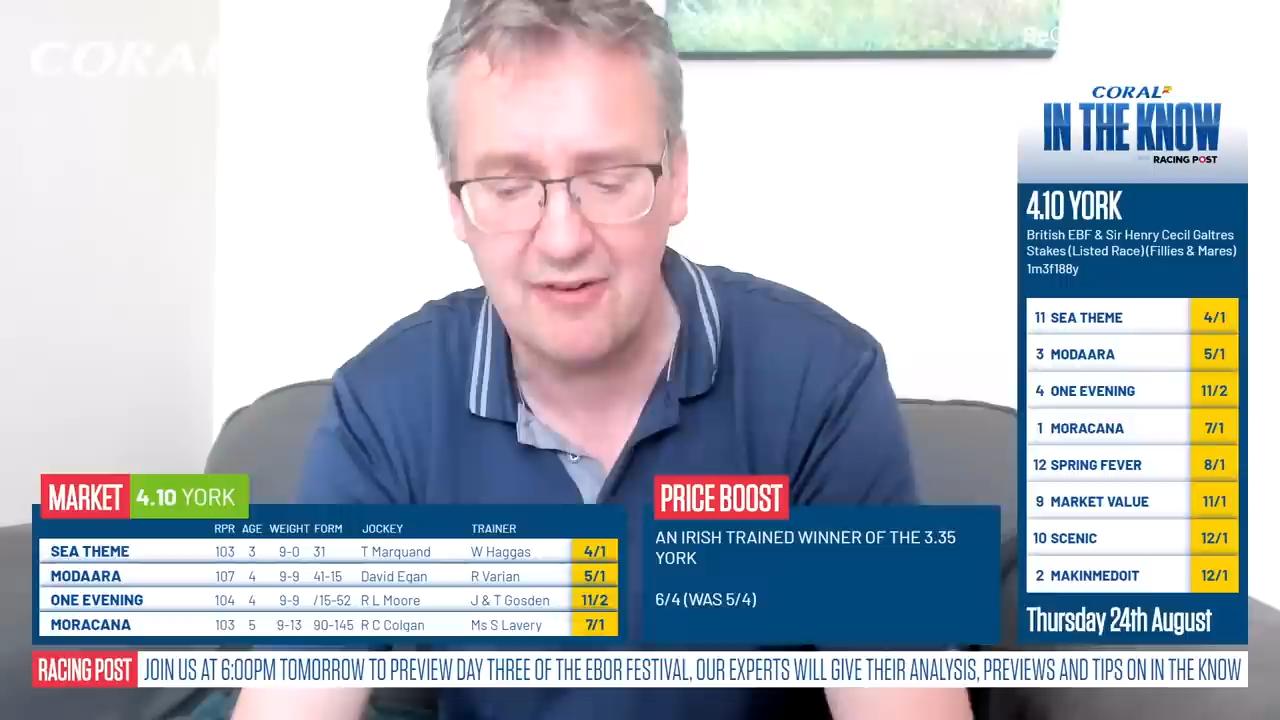 CORAL
CORAL
IN THE KNOW
RACING POST
4.10 YORK
British EBF & Sir Henry Cecil Galtres
Stakes (Listed Race) (Fillies & Mares)
1m3f188y
11 SEA THEME 4/1
3 MODAARA 5/1
4 ONE EVENING 11/2
1 MORACANA 7/1
12 SPRING FEVER 8/1
9 MARKET VALUE 11/1
10 SCENIC 12/1
2 MAKINMEDOIT 12/1
Thursday 24th August
MARKET 4.10 YORK
RPR AGE WEIGHT FORM JOCKEY TRAINER
SEA THEME 103 3 9-0 31 T Marquand W Haggas 4/1
MODAARA 107 4 9-9 41-15 David Egan R Varian 5/1
ONE EVENING 104 4 9-9 /15-52 R L Moore J & T Gosden 11/2
MORACANA 103 5 9-13 90-145 R C Colgan Ms S Lavery 7/1
PRICE BOOST
AN IRISH TRAINED WINNER OF THE 3.35
YORK
6/4 (WAS 5/4)
RACING POST JOIN US AT 6:00PM TOMORROW TO PREVIEW DAY THREE OF THE EBOR FESTIVAL, OUR EXPERTS WILL GIVE THEIR ANALYSIS, PREVIEWS AND TIPS ON IN THE KNOW